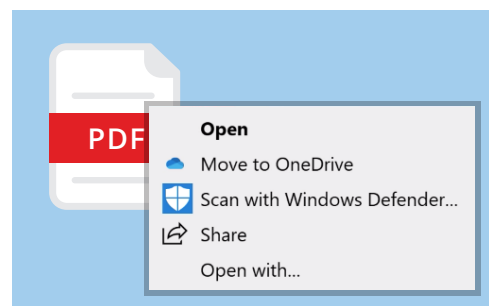 PDF
Open
Move to OneDrive
Scan with Windows Defender...
Share
Open with...